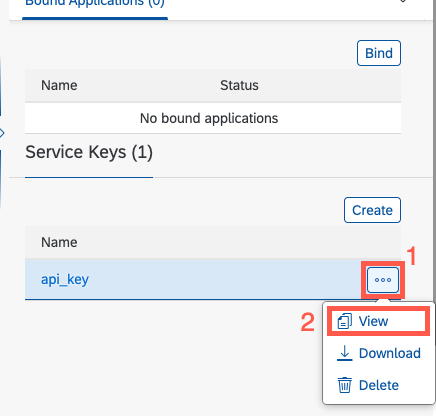 Bound Applications (0)
Bind
Name Status
No bound applications
Service Keys (1)
Create
Name
api_key
1
2 View
Download
Delete